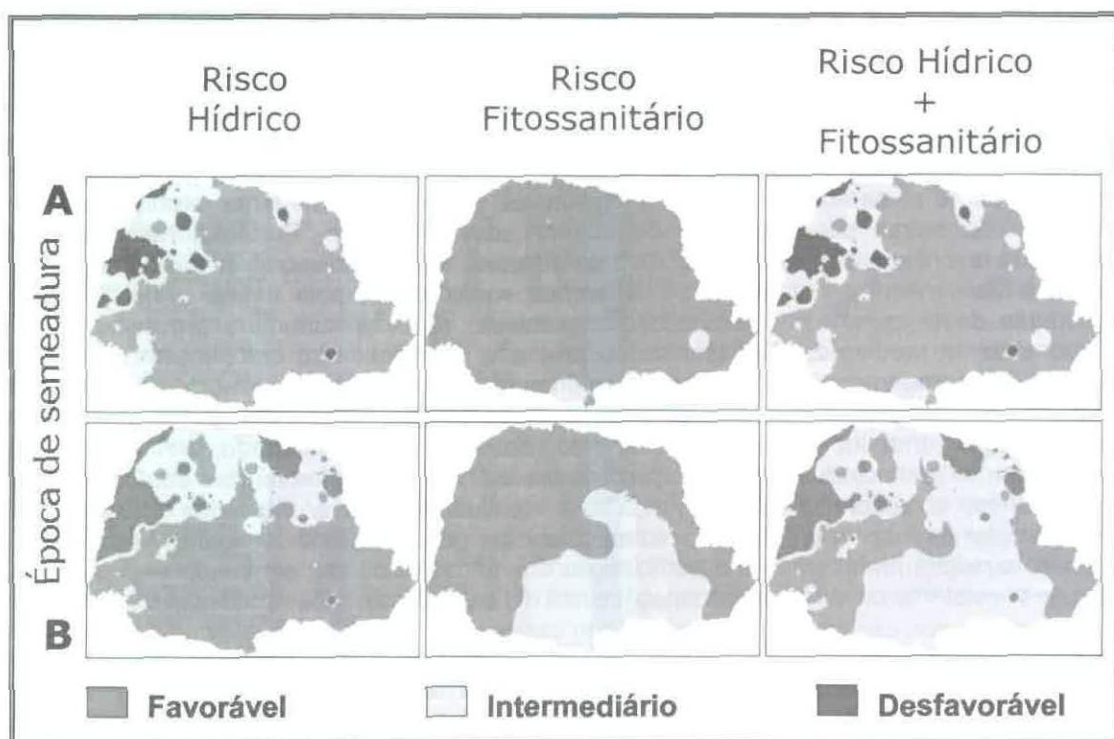 Risco
Hídrico
Risco
Fitossanitário
Risco Hídrico
+
Fitossanitário
Época de semeadura
A
B
Favorável
Intermediário
Desfavorável